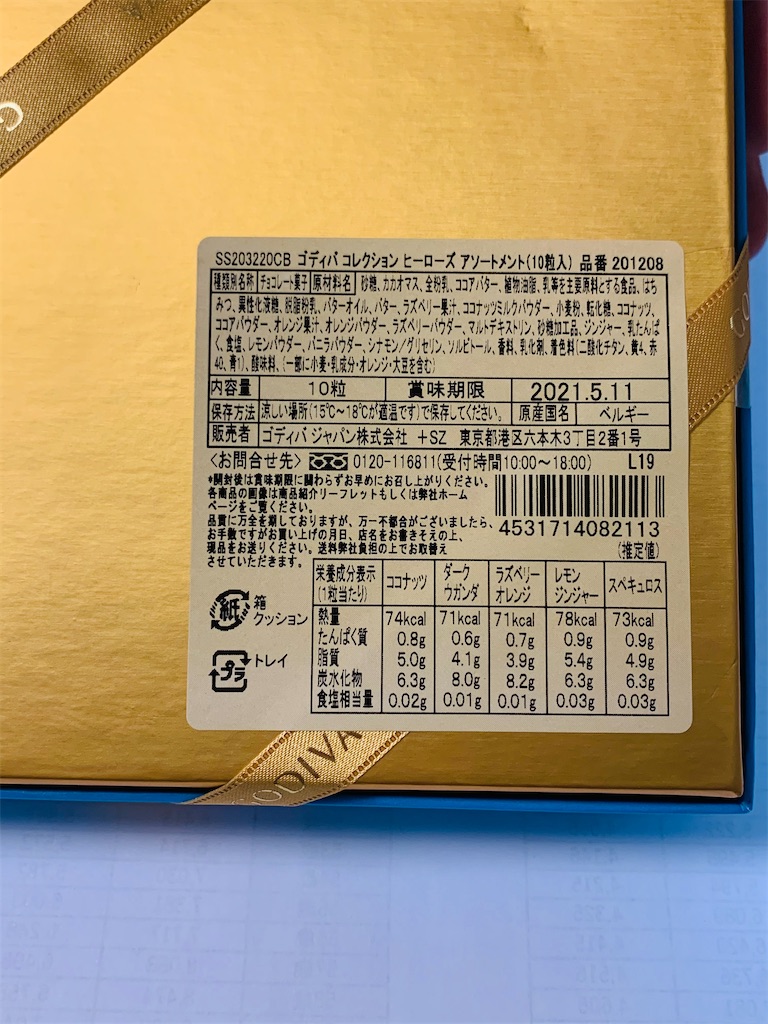 G
SS203220CB ゴディバ コレクション ヒーローズ アソートメント(10粒入) 品番 201208
種類別名称 チョコレート菓子 原材料名 砂糖、カカオマス、全粉乳、ココアバター、植物油脂、乳等を主要原料とする食品、はち
みつ、異性化液糖、脱脂粉乳、バターオイル、バター、ラズベリー果汁、ココナッツミルクパウダー、小麦粉、転化糖、ココナッツ、
ココアパウダー、オレンジ果汁、オレンジパウダー、ラズベリーパウダー、マルトデキストリン、砂糖加工品、ジンジャー、乳たんぱ
く、食塩、レモンパウダー、バニラパウダー、シナモン/グリセリン、ソルビトール、香料、乳化剤、着色料(二酸化チタン、黄4、赤
40、青1)、酸味料、(一部に小麦・乳成分・オレンジ・大豆を含む)
内容量 10粒 賞味期限 2021.5.11
保存方法 涼しい場所(15℃~18℃が適温です)で保存してください。 原産国名 ベルギー
販売者 ゴディバ ジャパン株式会社 +SZ 東京都港区六本木3丁目2番1号
<お問合せ先> 0120-116811(受付時間10:00~18:00) L19
*開封後は賞味期限に関わらずお早めにお召し上がりください。
各商品の画像は商品紹介リーフレットもしくは弊社ホーム
ページをご覧ください。
品質に万全を期しておりますが、万一不都合がございましたら、
お手数ですがお買い上げの月日、店名をお書きそえの上、
現品をお送りください。送料弊社負担の上でお取替え
させていただきます。
4531714082113
(推定値)
紙 箱
クッション
プラ トレイ
栄養成分表示
(1粒当たり) ココナッツ ダーク ウガンダ ラズベリー オレンジ レモン ジンジャー スペキュロス
熱量 74kcal 71kcal 71kcal 78kcal 73kcal
たんぱく質 0.8g 0.6g 0.7g 0.9g 0.9g
脂質 5.0g 4.1g 3.9g 5.4g 4.9g
炭水化物 6.3g 8.0g 8.2g 6.3g 6.3g
食塩相当量 0.02g 0.01g 0.01g 0.03g 0.03g
ODIVA